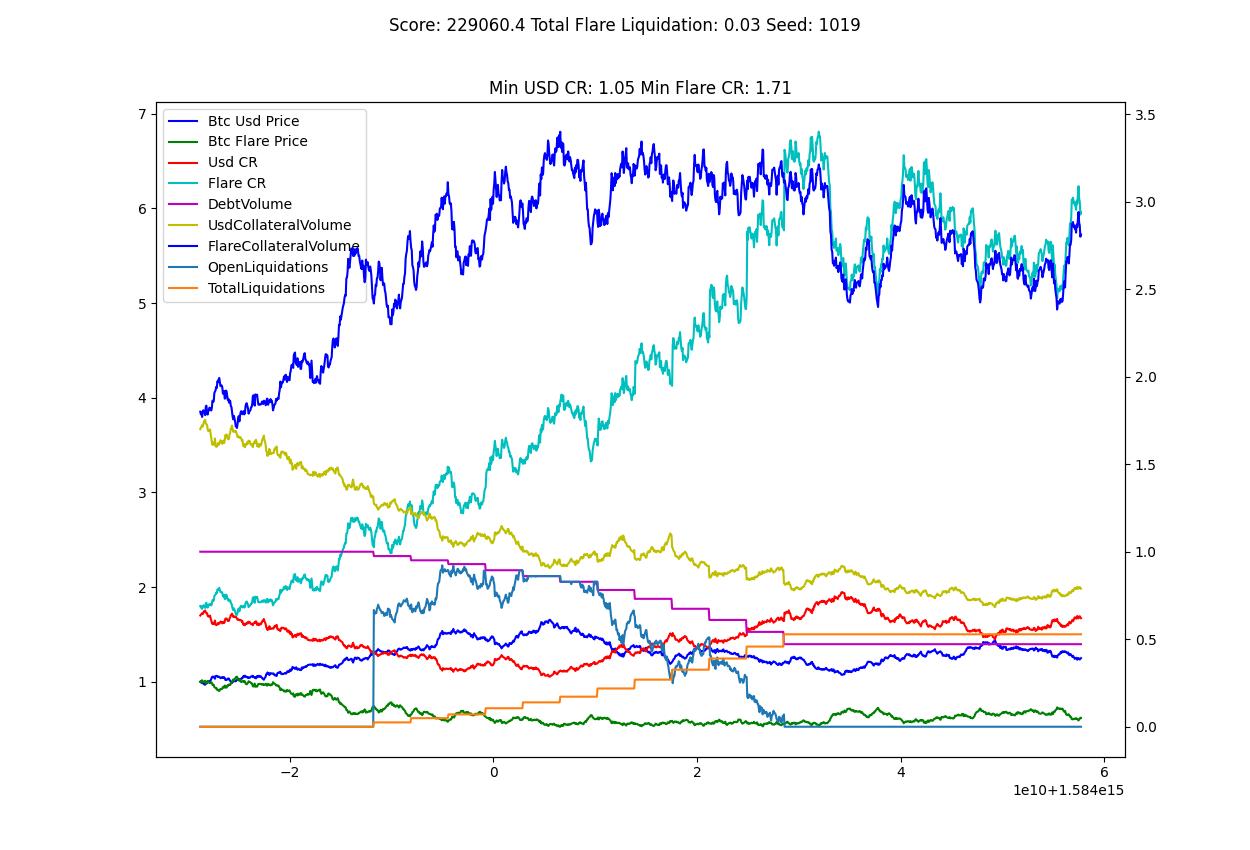 Score: 229060.4 Total Flare Liquidation: 0.03 Seed: 1019
Min USD CR: 1.05 Min Flare CR: 1.71
Btc Usd Price
Btc Flare Price
Usd CR
Flare CR
DebtVolume
UsdCollateralVolume
FlareCollateralVolume
OpenLiquidations
TotalLiquidations
7
6
5
4
3
2
1
3.5
3.0
2.5
2.0
1.5
1.0
0.5
0.0
−2 0 2 4 6
1e10+1.584e15